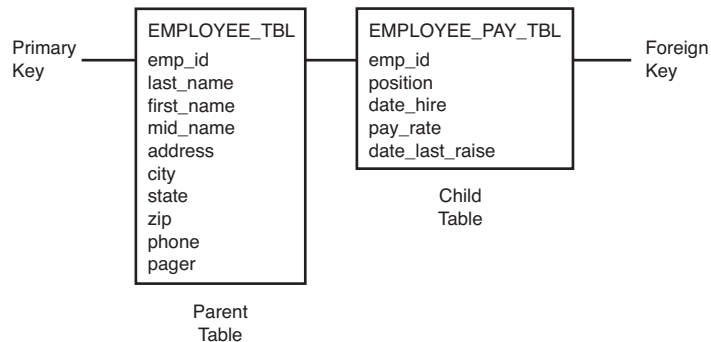 Primary
Key
EMPLOYEE_TBL
emp_id
last_name
first_name
mid_name
address
city
state
zip
phone
pager
Parent
Table
EMPLOYEE_PAY_TBL
emp_id
position
date_hire
pay_rate
date_last_raise
Child
Table
Foreign
Key